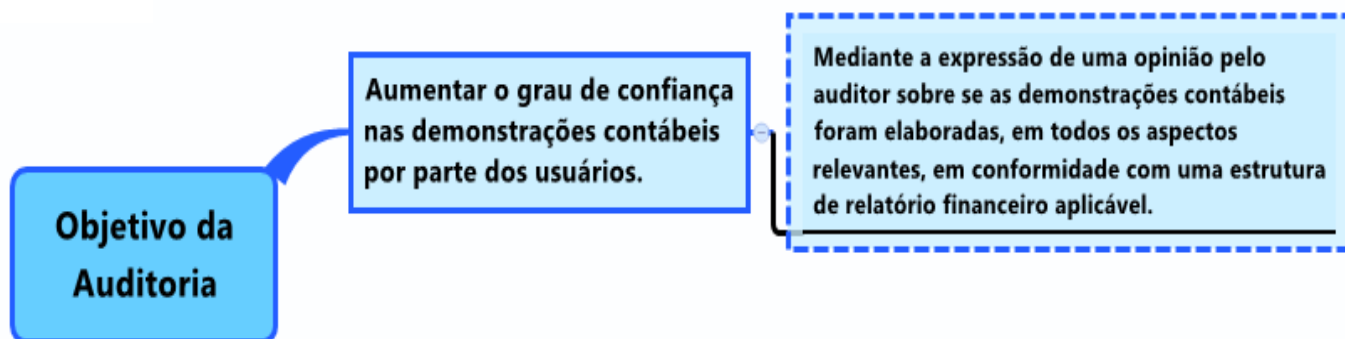 Objetivo da
Auditoria
Aumentar o grau de confiança
nas demonstrações contábeis
por parte dos usuários.
Mediante a expressão de uma opinião pelo
auditor sobre se as demonstrações contábeis
foram elaboradas, em todos os aspectos
relevantes, em conformidade com uma estrutura
de relatório financeiro aplicável.